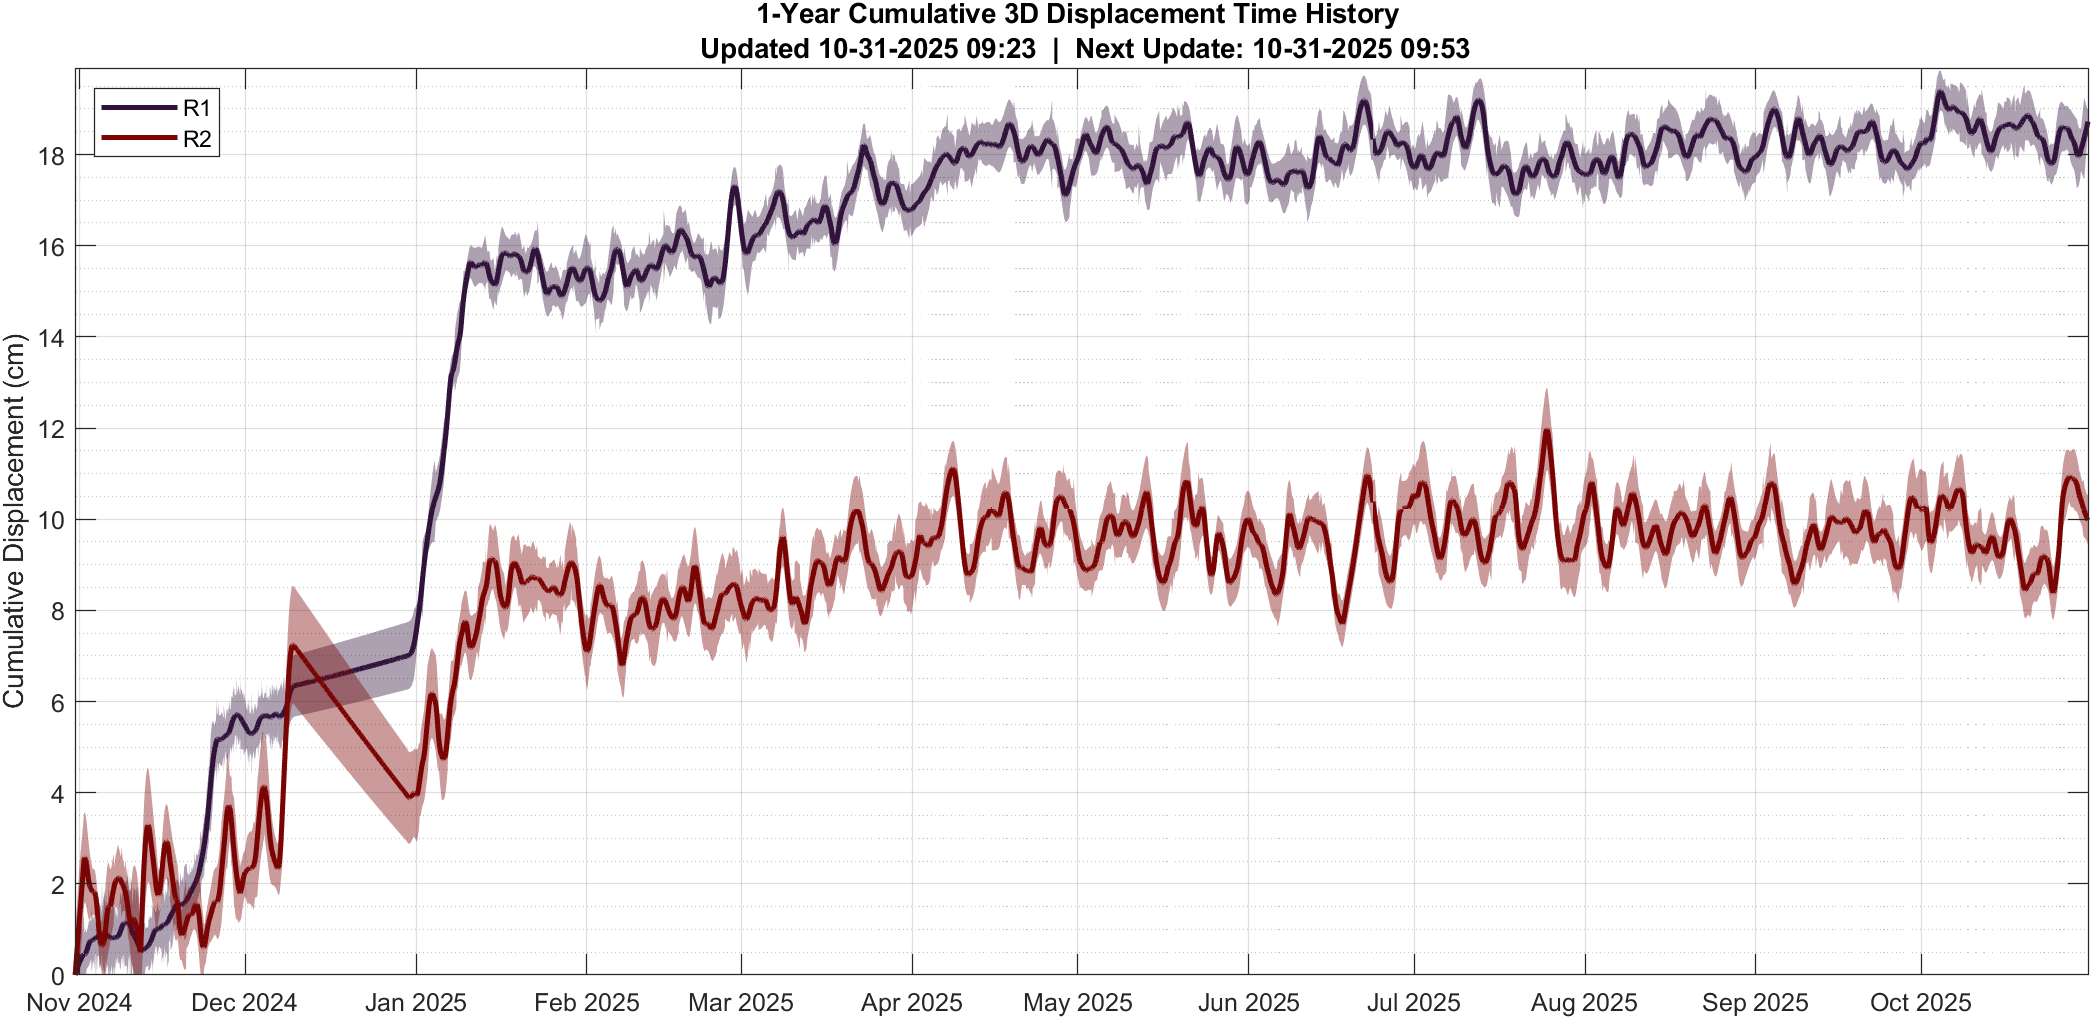 1-Year Cumulative 3D Displacement Time History
Updated 10-31-2025 09:23 | Next Update: 10-31-2025 09:53
R1
R2
Cumulative Displacement (cm)
18
16
14
12
10
8
6
4
2
0
Nov 2024 Dec 2024 Jan 2025 Feb 2025 Mar 2025 Apr 2025 May 2025 Jun 2025 Jul 2025 Aug 2025 Sep 2025 Oct 2025